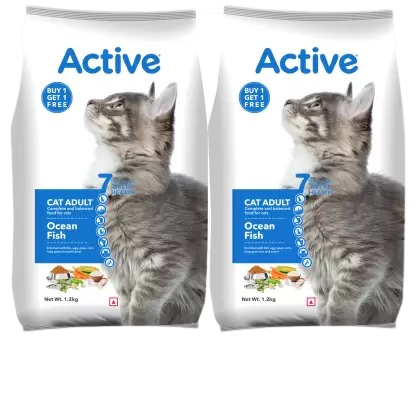 Active
BUY 1
GET 1
FREE
7
CAT ADULT
Complete and balanced
food for cats
Ocean
Fish
Net Wt. 1.2kg
Active
BUY 1
GET 1
FREE
7
CAT ADULT
Complete and balanced
food for cats
Ocean
Fish
Net Wt. 1.2kg